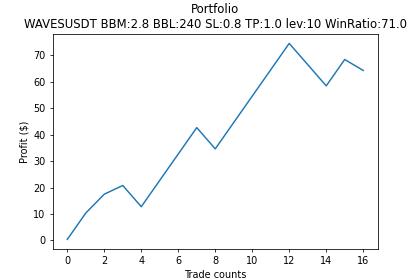 Portfolio
WAVESUSDT BBM:2.8 BBL:240 SL:0.8 TP:1.0 lev:10 WinRatio:71.0
70
60
50
40
30
20
10
0
Profit ($)
0 2 4 6 8 10 12 14 16
Trade counts